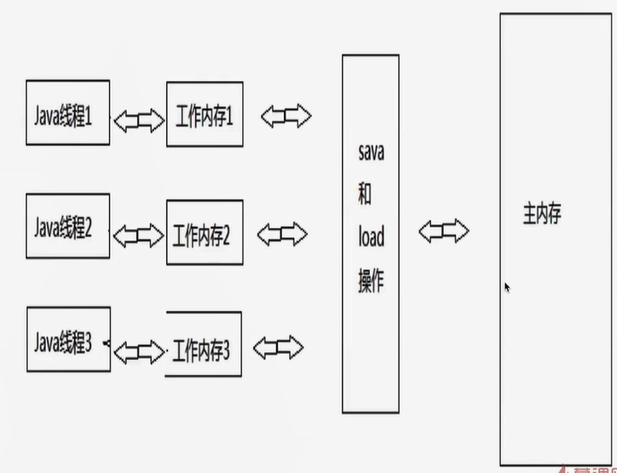 Java线程1
工作内存1
Java线程2
工作内存2
Java线程3
工作内存3
sava
和
load
操作
主内存